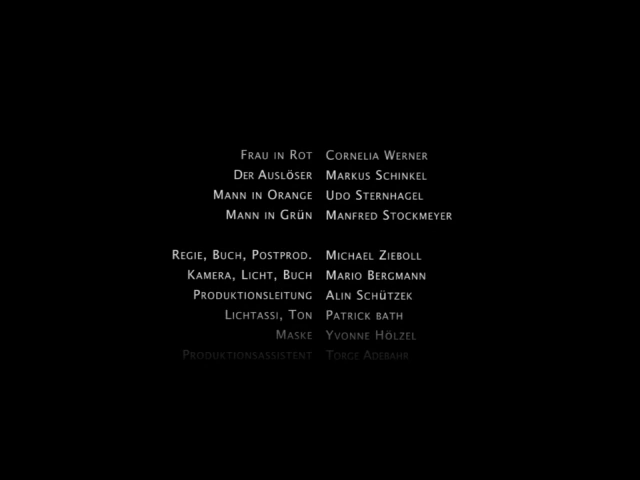 Frau in Rot Cornelia Werner
Der Auslöser Markus Schinkel
Mann in Orange Udo Sternhagel
Mann in Grün Manfred Stockmeyer
Regie, Buch, Postprod. Michael Zieboll
Kamera, Licht, Buch Mario Bergmann
Produktionsleitung Alin Schützek
Lichtassi, Ton Patrick bath
Maske Yvonne Hölzel
Produktionsassistent Torge Adebahr